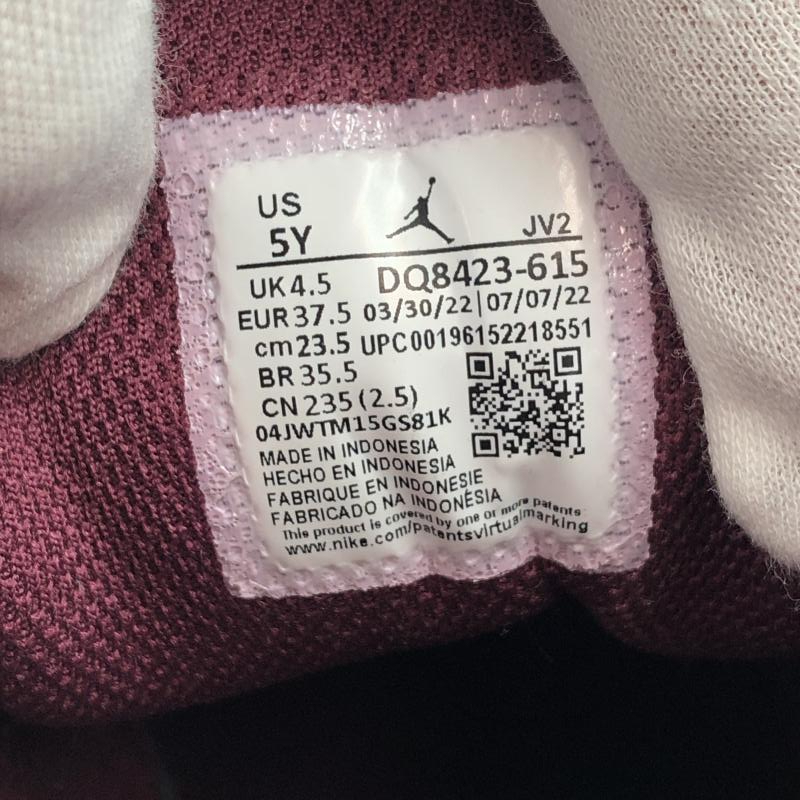 US
5Y
JV2
UK 4.5 DQ8423-615
EUR 37.5 03/30/22|07/07/22
cm 23.5 UPC00196152218551
BR 35.5
CN 235 (2.5)
04JWTM15GS81K
MADE IN INDONESIA
HECHO EN INDONESIA
FABRIQUE EN INDONESIE
FABRICADO NA INDONÉSIA
This product is covered by one or more patents
www.nike.com/patentsvirtualmarking